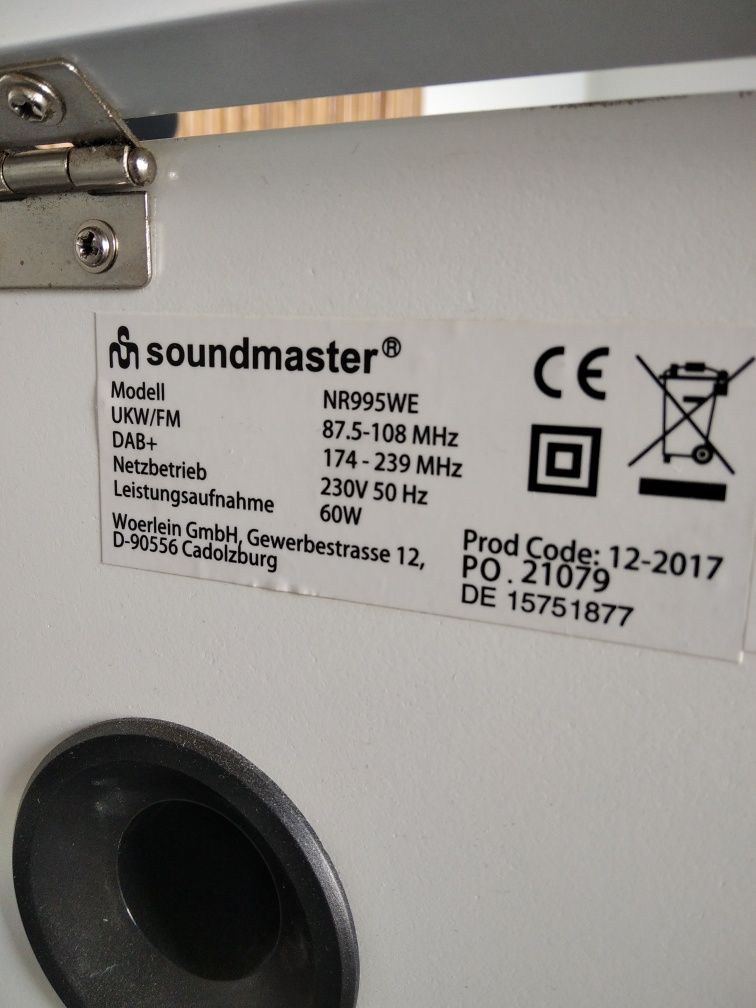 soundmaster®
CE
Modell NR995WE
UKW/FM 87.5-108 MHz
DAB+ 174 - 239 MHz
Netzbetrieb 230V 50 Hz
Leistungsaufnahme 60W
Woerlein GmbH, Gewerbestrasse 12,
D-90556 Cadolzburg
Prod Code: 12-2017
PO . 21079
DE 15751877